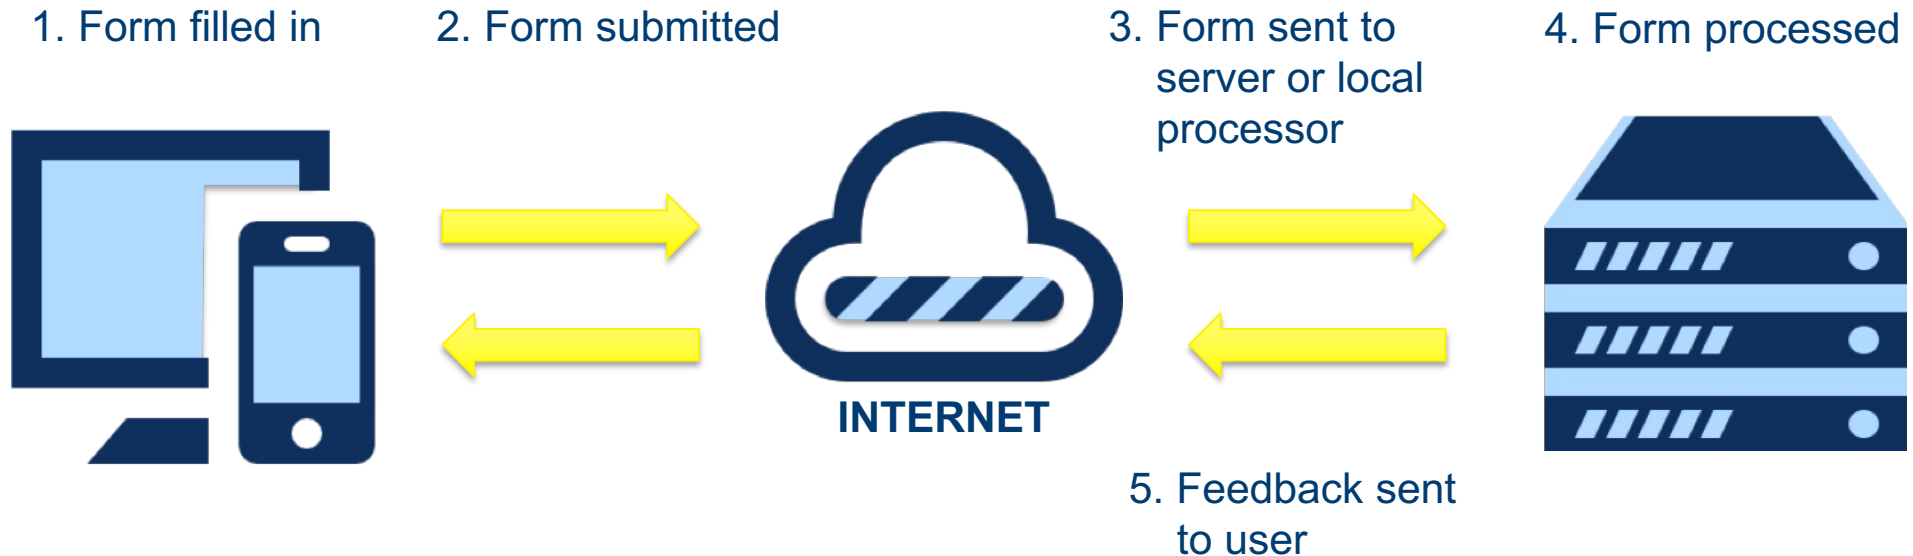 1. Form filled in
2. Form submitted
3. Form sent to
server or local
processor
4. Form processed
INTERNET
5. Feedback sent
to user